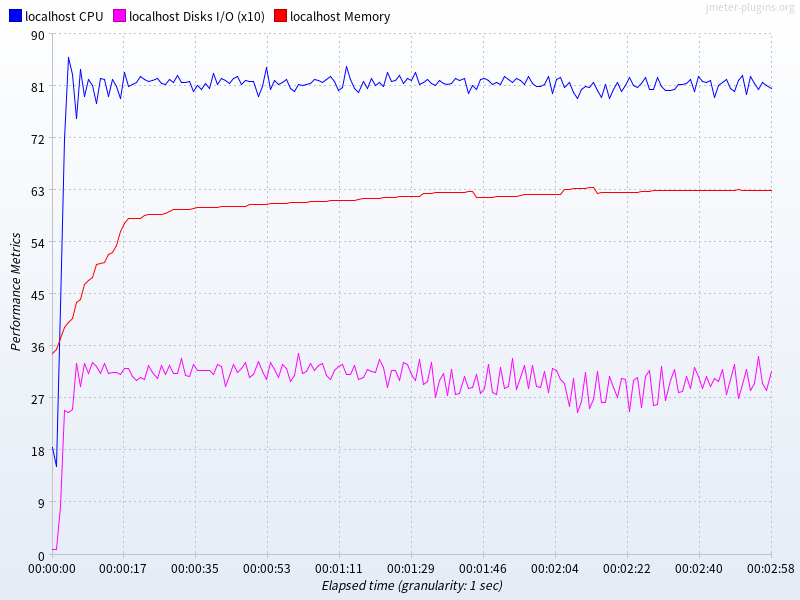 jmeter-plugins.org
localhost CPU localhost Disks I/O (x10) localhost Memory
90
81
72
63
54
45
36
27
18
9
0
Performance Metrics
00:00:00 00:00:17 00:00:35 00:00:53 00:01:11 00:01:29 00:01:46 00:02:04 00:02:22 00:02:40 00:02:58
Elapsed time (granularity: 1 sec)